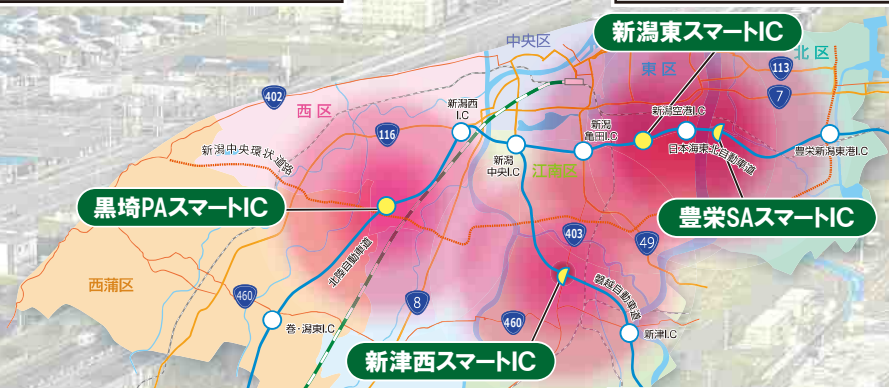 新潟東スマートIC
中央区
北区
東区
113
7
402
西区
新潟西
I.C
新潟空港I.C
116
新潟
亀田I.C
新潟中央環状道路
新潟
中央I.C
江南区
日本海東北自動車道
豊栄新潟東港I.C
黒埼PAスマートIC
豊栄SAスマートIC
403
49
北陸自動車道
磐越自動車道
西蒲区
460
8
460
巻・潟東I.C
新津I.C
新津西スマートIC